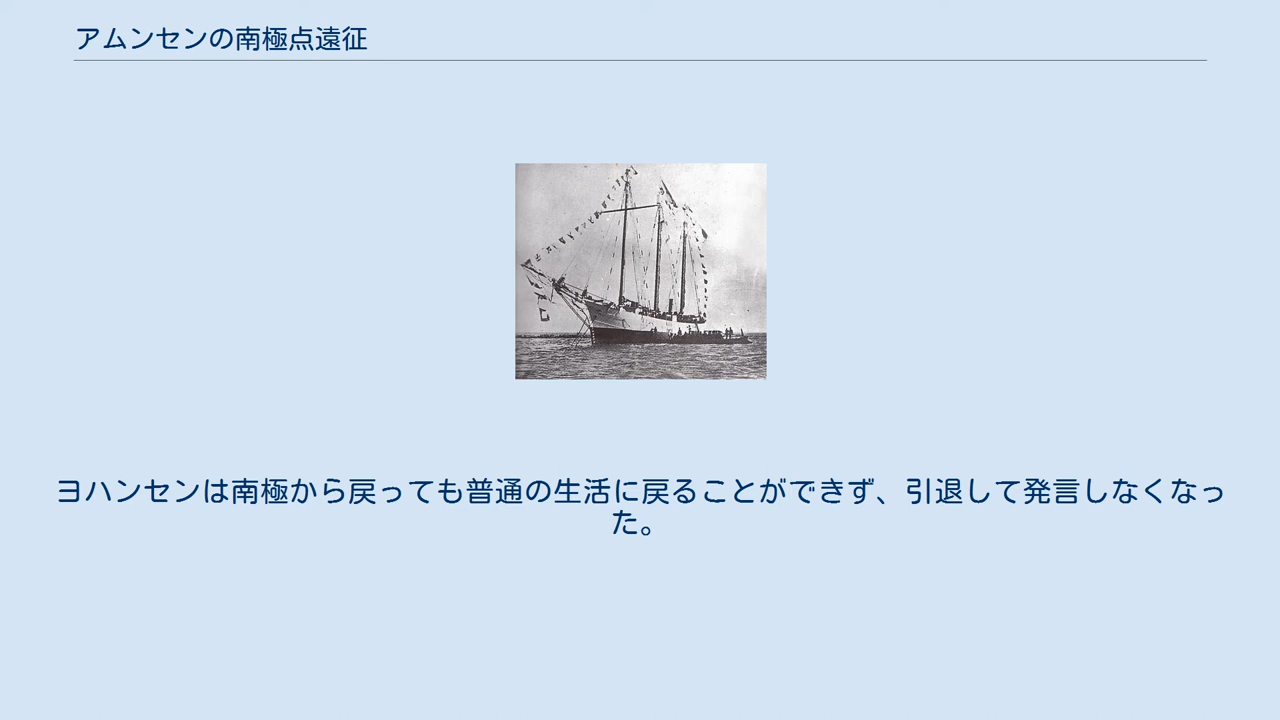 アムンセンの南極点遠征
ヨハンセンは南極から戻っても普通の生活に戻ることができず、引退して発言しなくなっ
た。